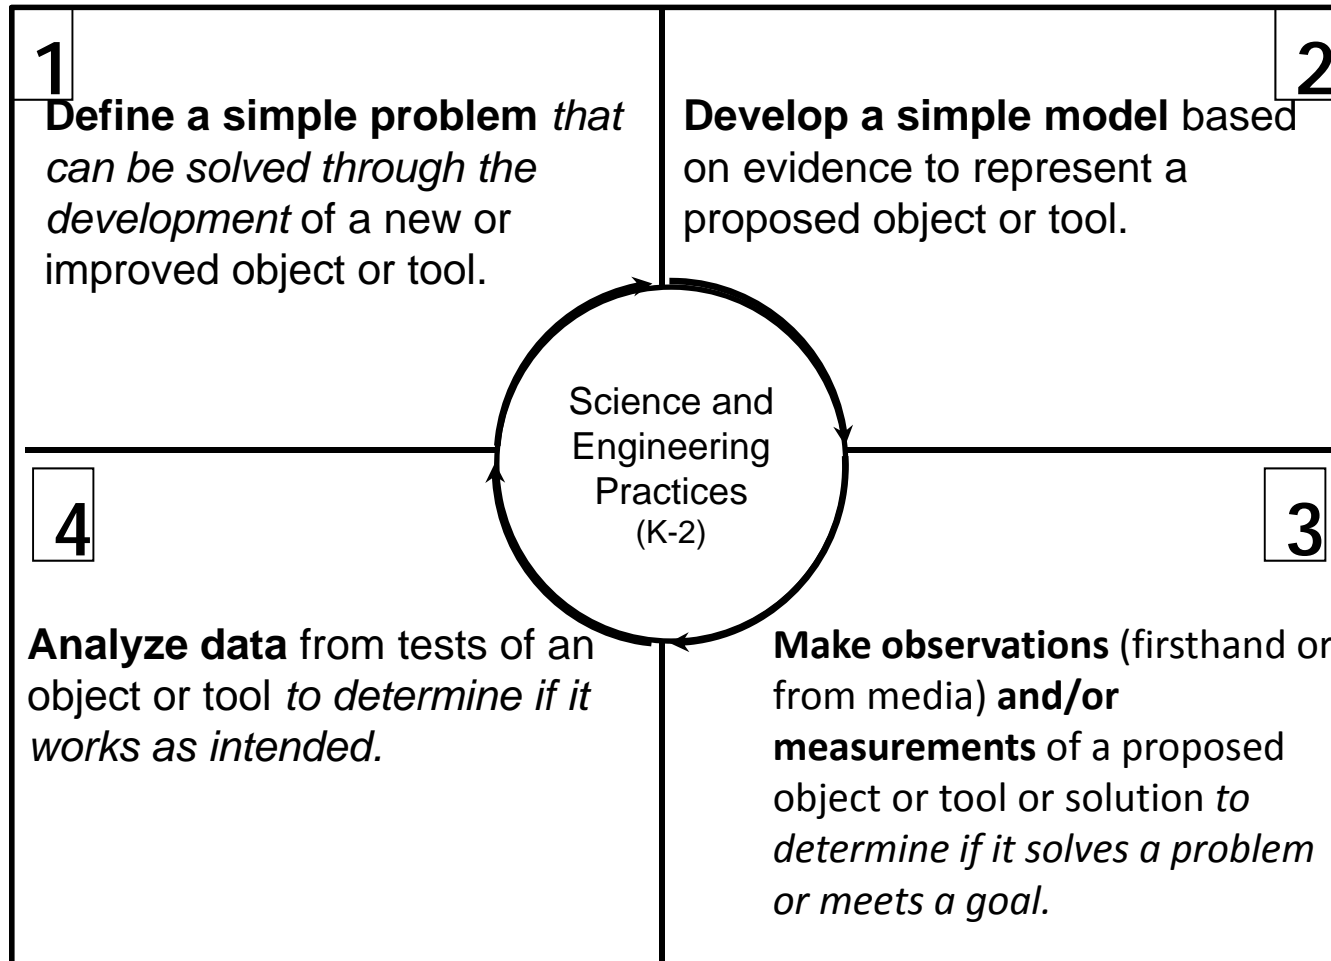 1
Define a simple problem that
can be solved through the
development of a new or
improved object or tool.
2
Develop a simple model based
on evidence to represent a
proposed object or tool.
Science and
Engineering
Practices
(K-2)
4
Analyze data from tests of an
object or tool to determine if it
works as intended.
3
Make observations (firsthand or
from media) and/or
measurements of a proposed
object or tool or solution to
determine if it solves a problem
or meets a goal.